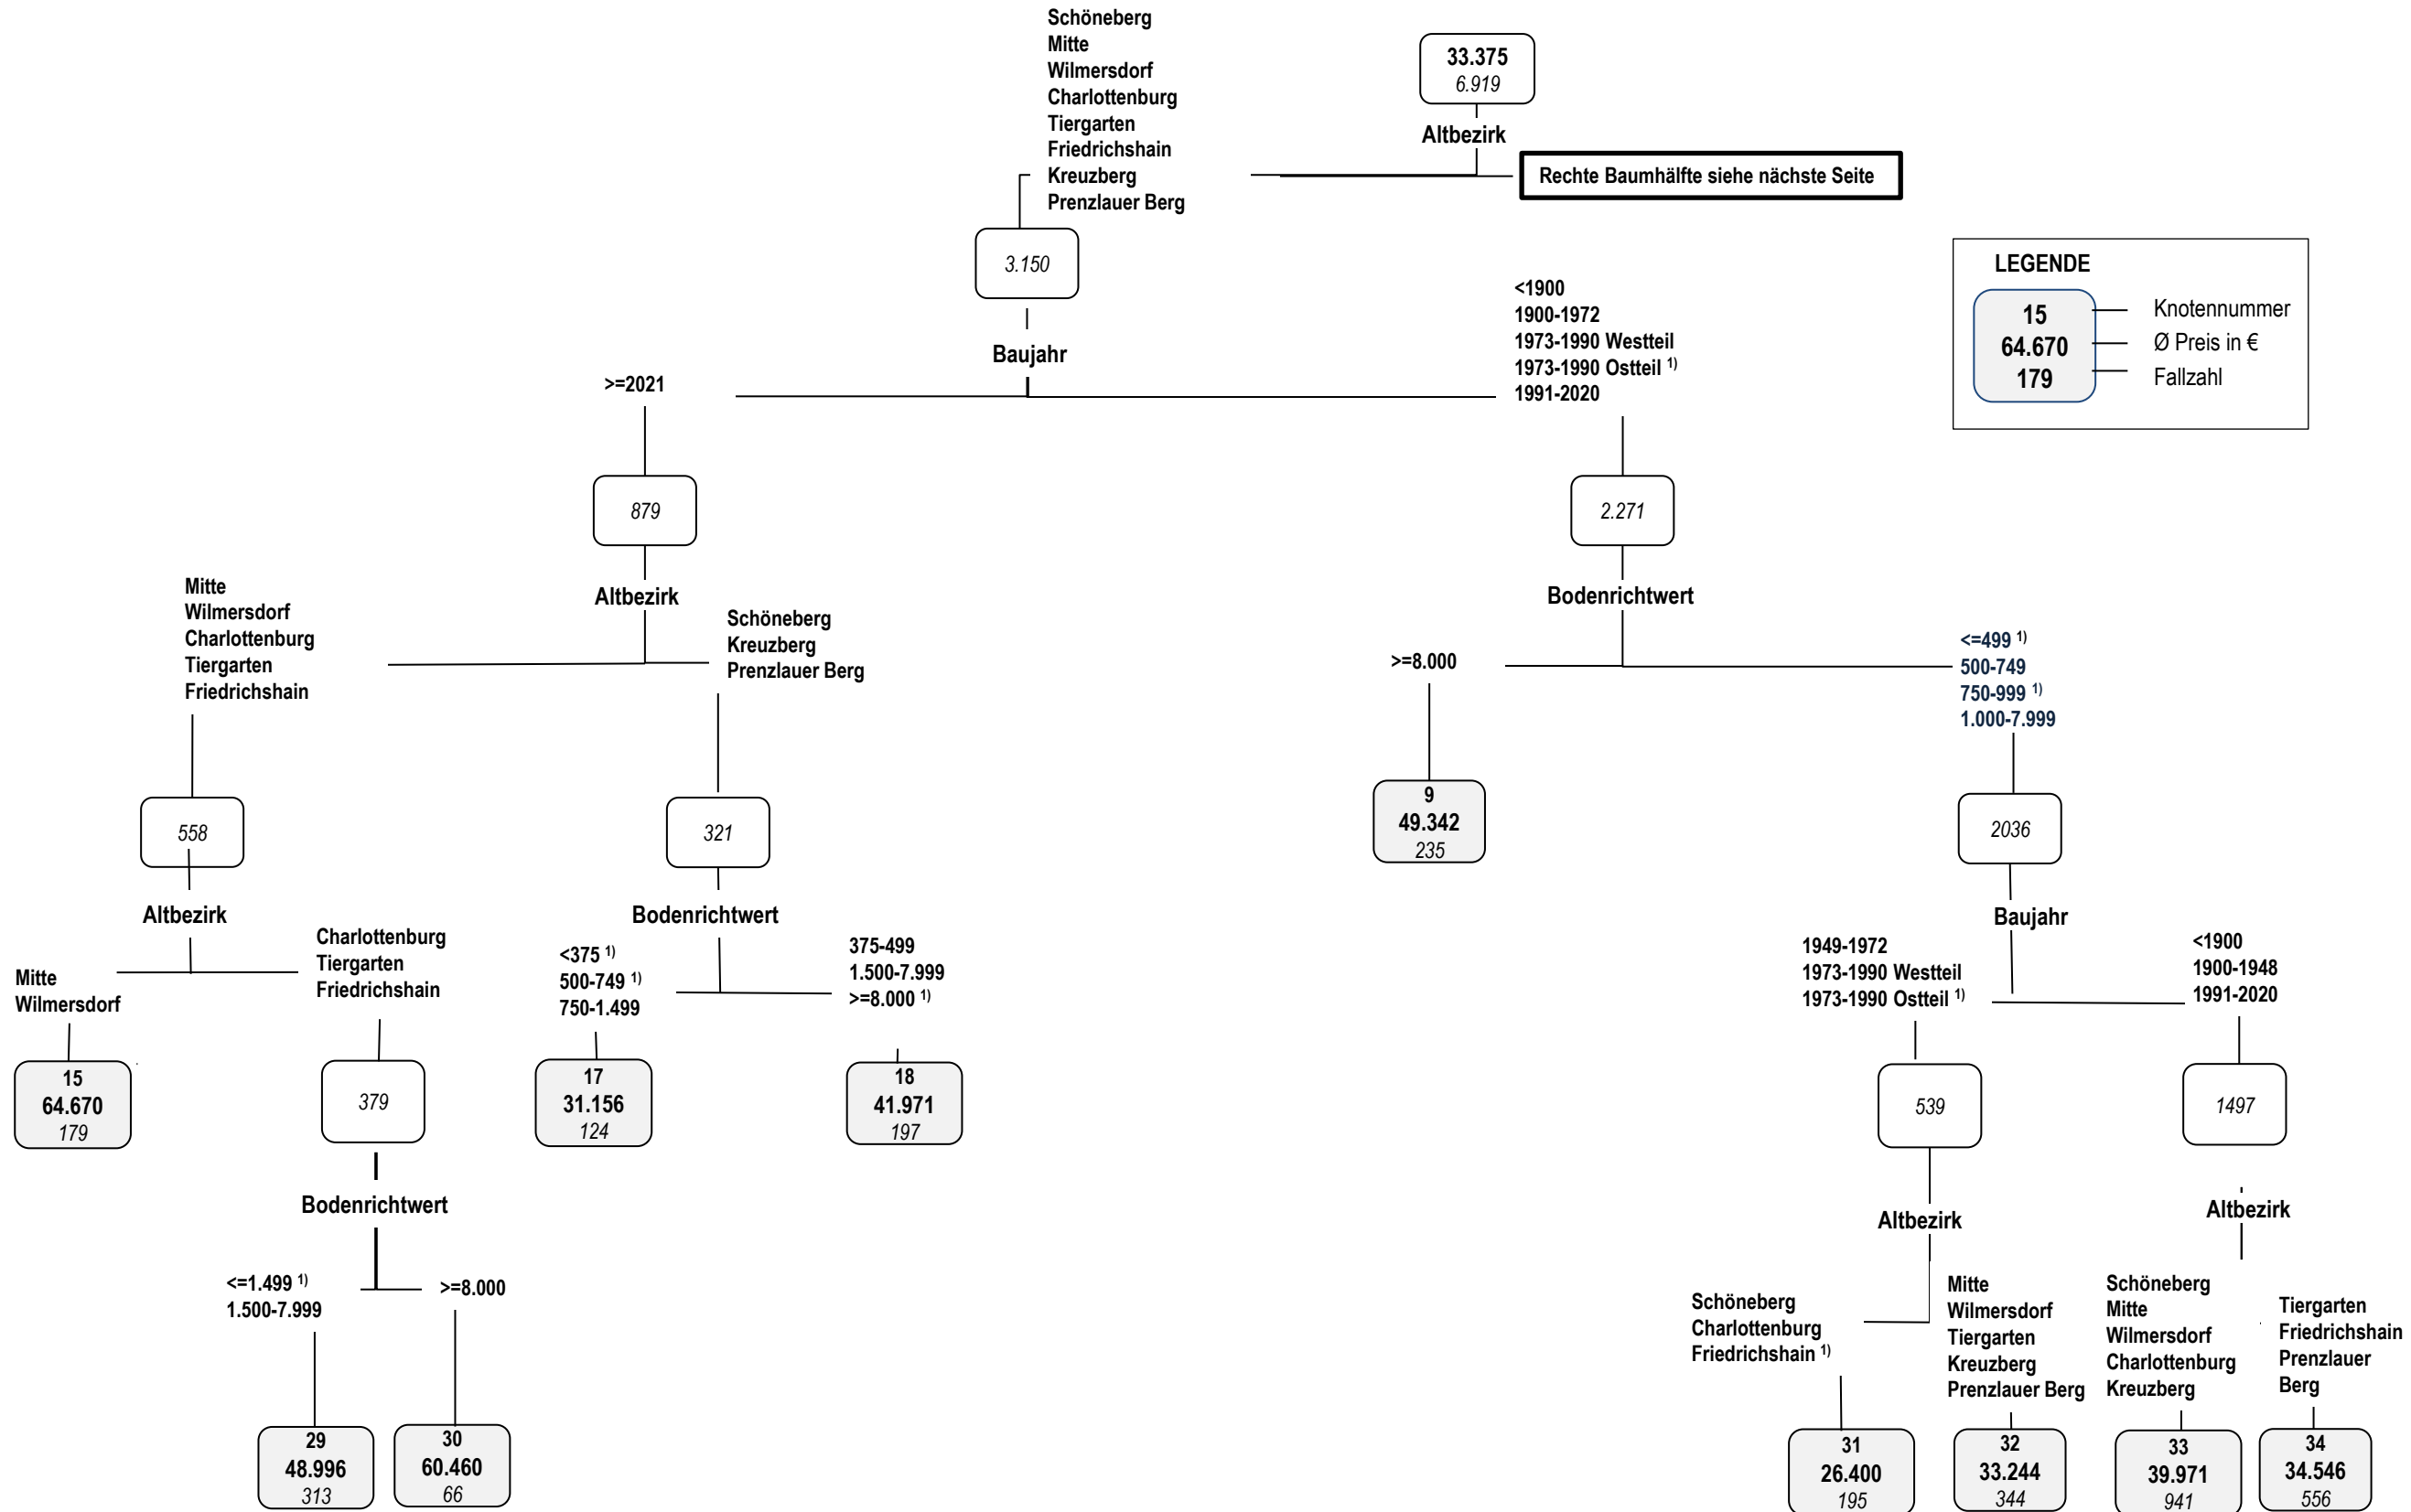 Schöneberg
Mitte
Wilmersdorf
Charlottenburg
Tiergarten
Friedrichshain
Kreuzberg
Prenzlauer Berg
33.375
6.919
Altbezirk
Rechte Baumhälfte siehe nächste Seite
3.150
LEGENDE
15
64.670
179
Knotennummer
Ø Preis in €
Fallzahl
Baujahr
>=2021
<1900
1900-1972
1973-1990 Westteil
1973-1990 Ostteil 1)
1991-2020
879
2.271
Altbezirk
Bodenrichtwert
Mitte
Wilmersdorf
Charlottenburg
Tiergarten
Friedrichshain
Schöneberg
Kreuzberg
Prenzlauer Berg
>=8.000
<=499 1)
500-749
750-999 1)
1.000-7.999
558
321
9
49.342
235
2036
Altbezirk
Bodenrichtwert
Baujahr
Mitte
Wilmersdorf
Charlottenburg
Tiergarten
Friedrichshain
<375 1)
500-749 1)
750-1.499
375-499
1.500-7.999
>=8.000 1)
1949-1972
1973-1990 Westteil
1973-1990 Ostteil 1)
<1900
1900-1948
1991-2020
15
64.670
179
379
17
31.156
124
18
41.971
197
539
1497
Bodenrichtwert
Altbezirk
Altbezirk
<=1.499 1)
1.500-7.999
>=8.000
Schöneberg
Charlottenburg
Friedrichshain 1)
Mitte
Wilmersdorf
Tiergarten
Kreuzberg
Prenzlauer Berg
Schöneberg
Mitte
Wilmersdorf
Charlottenburg
Kreuzberg
Tiergarten
Friedrichshain
Prenzlauer
Berg
29
48.996
313
30
60.460
66
31
26.400
195
32
33.244
344
33
39.971
941
34
34.546
556